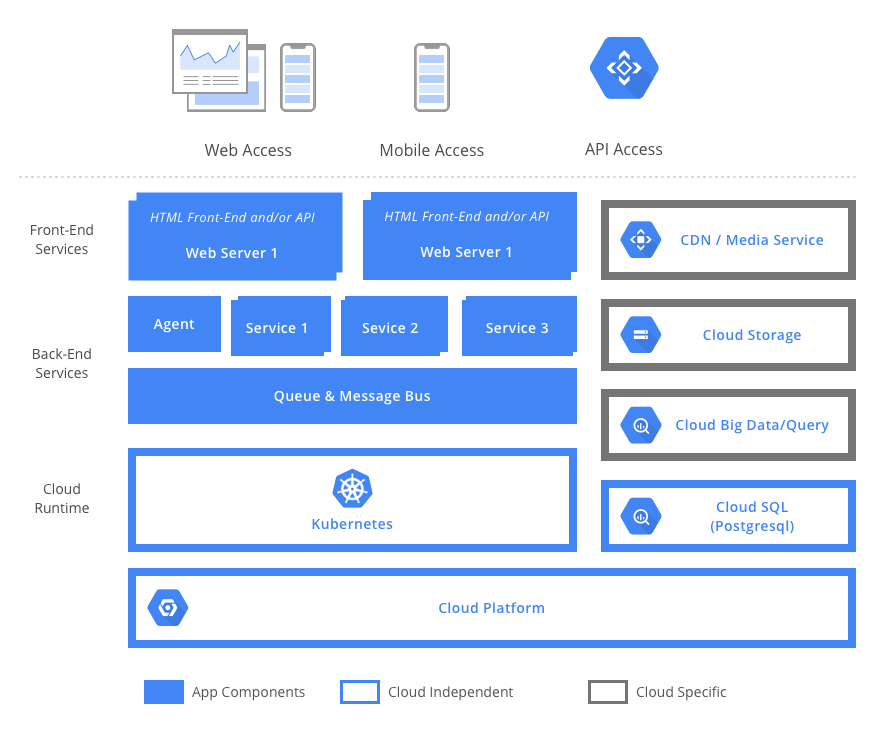 Web Access
Mobile Access
API Access
Front-End
Services
HTML Front-End and/or API
Web Server 1
HTML Front-End and/or API
Web Server 1
CDN / Media Service
Back-End
Services
Agent
Service 1
Sevice 2
Service 3
Cloud Storage
Queue & Message Bus
Cloud Big Data/Query
Cloud
Runtime
Kubernetes
Cloud SQL
(Postgresql)
Cloud Platform
App Components
Cloud Independent
Cloud Specific